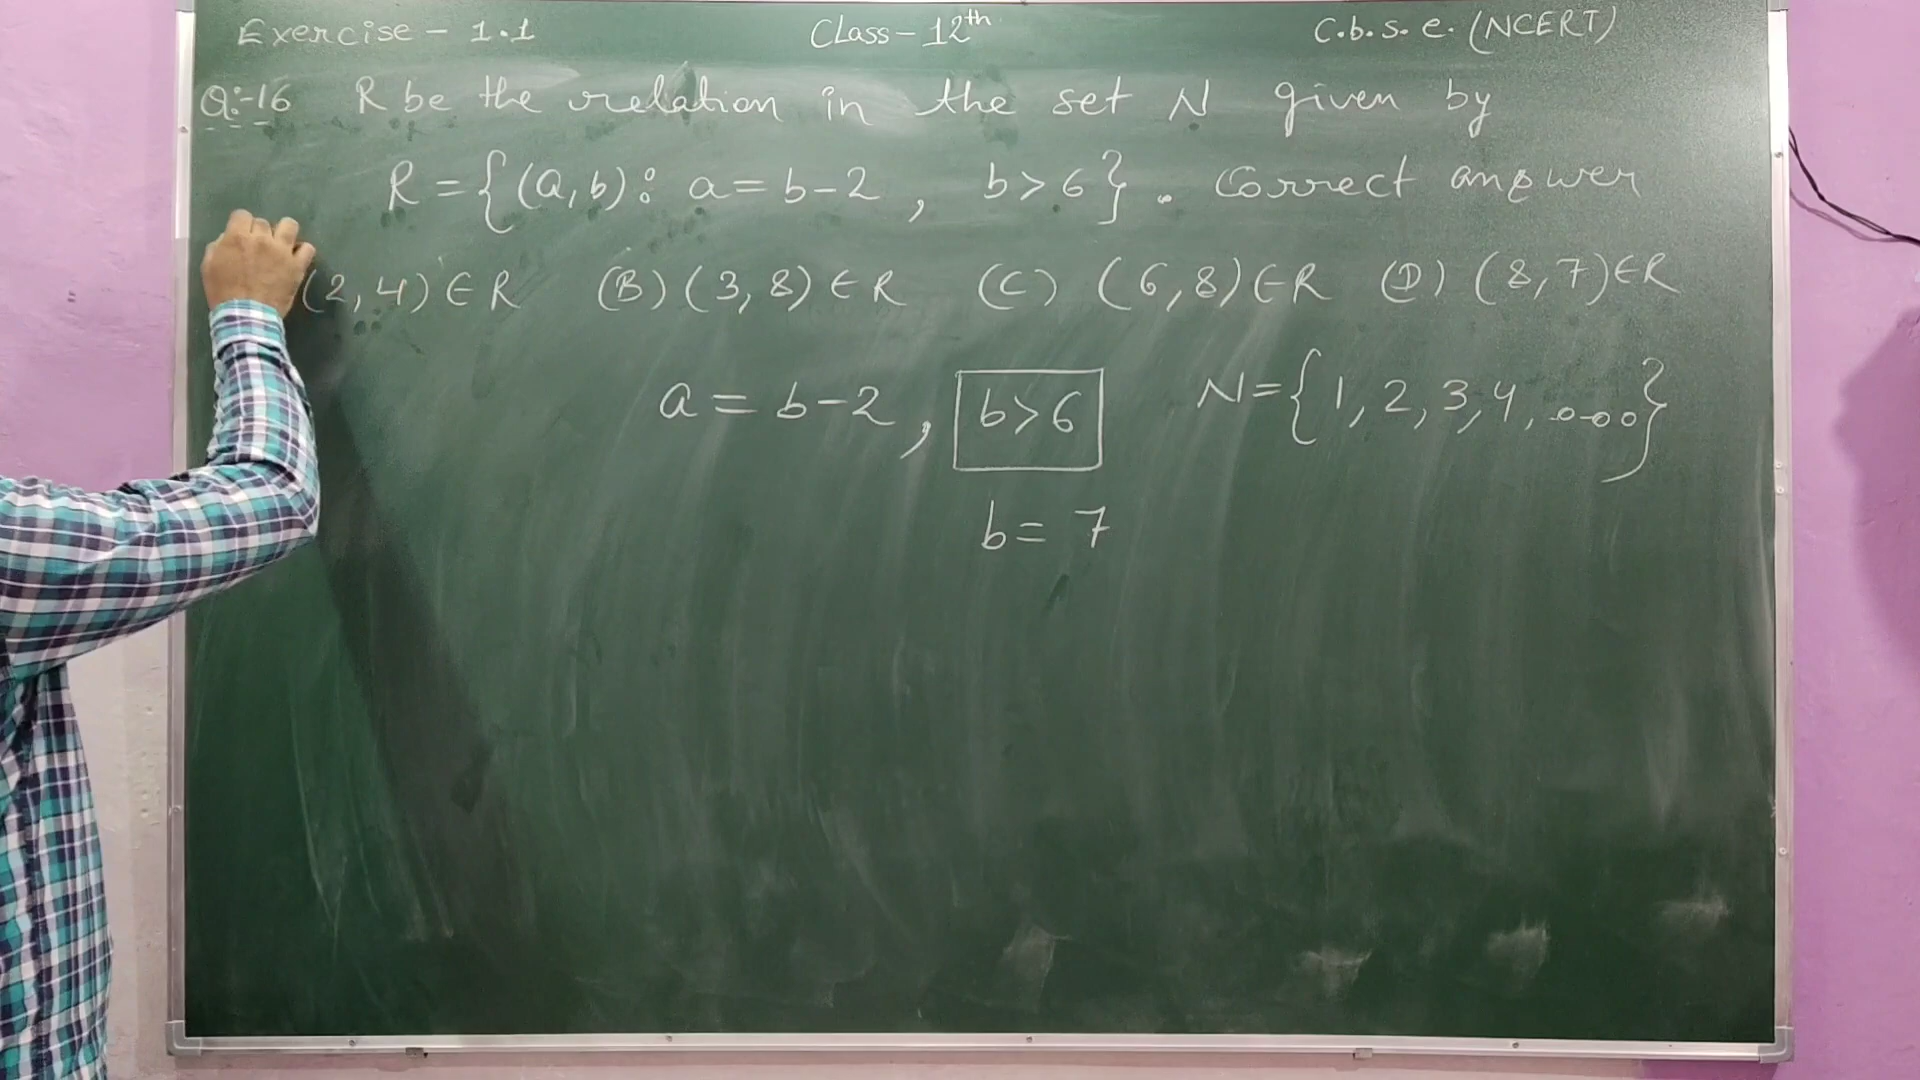 Exercise - 1.1 Class - 12th C.b.s.e. (NCERT)
Q:-16 R be the relation in the set N given by
R = {(a,b): a = b-2 , b > 6}. Correct answer
(2,4) ∈ R (B) (3,8) ∈ R (C) (6,8) ∈ R (D) (8,7) ∈ R
a = b-2 , b > 6 N = {1, 2, 3, 4, .....∞}
b = 7